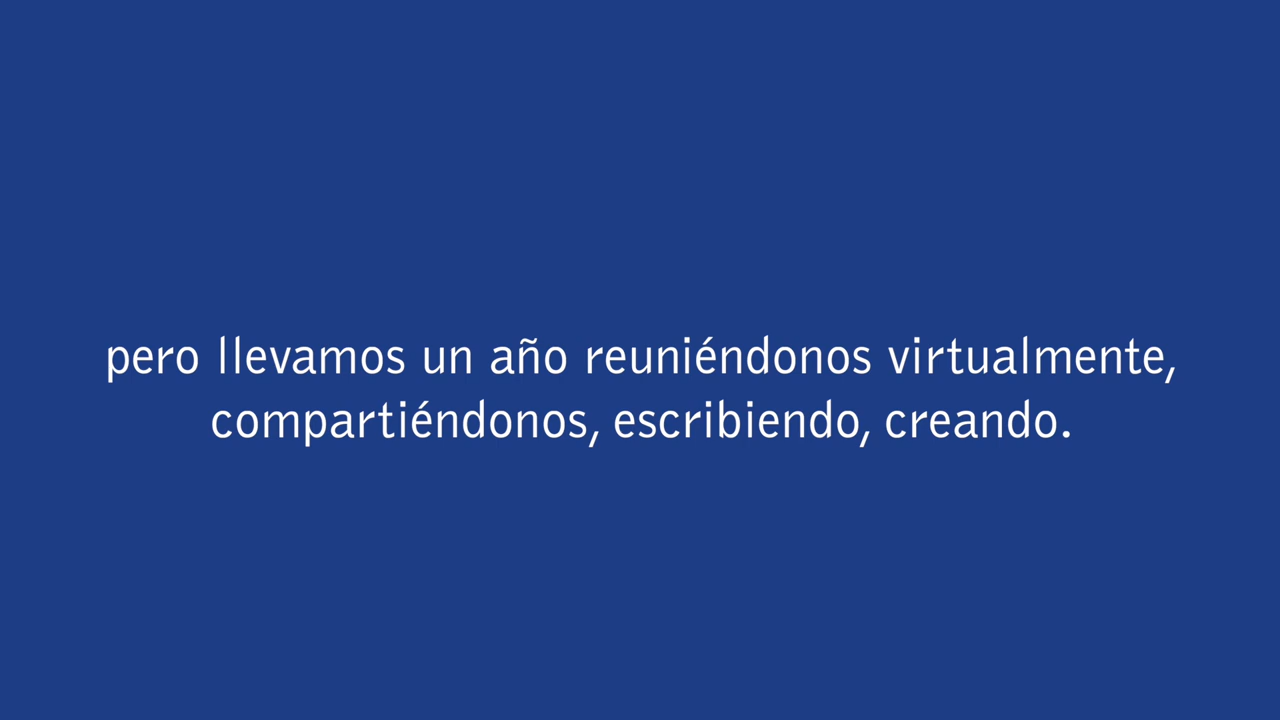 pero llevamos un año reuniéndonos virtualmente,
compartiéndonos, escribiendo, creando.